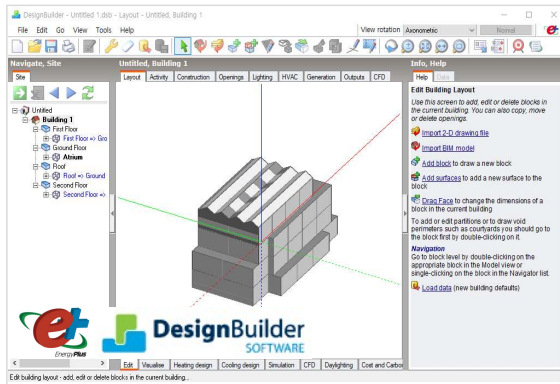 DesignBuilder - Untitled 1.dsb - Layout - Untitled, Building 1
File Edit Go View Tools Help
View rotation Axonometric Normal
Navigate, Site
Untitled, Building 1
Info, Help
Site
Layout Activity Construction Openings Lighting HVAC Generation Outputs CFD
Help Data
Untitled
Building 1
First Floor
First Floor => Gro
Ground Floor
Atrium
Roof
Roof => Ground
Second Floor
Second Floor =>
Edit Building Layout
Use this screen to add, edit or delete blocks in
the current building. You can also copy, move
or delete openings.
Import 2-D drawing file
Import BIM model
Add block to draw a new block
Add surfaces to add a new surface to the
block
Drag Face to change the dimensions of a
block in the current building
To add or edit partitions or to draw void
perimeters such as courtyards you should go to
the block first by double-clicking on it.
Navigation
Go to block level by double-clicking on the
appropriate block in the Model view or
single-clicking on the block in the Navigator list.
Load data (new building defaults)
e+
EnergyPlus
DesignBuilder
SOFTWARE
Edit Visualise Heating design Cooling design Simulation CFD Daylighting Cost and Carbo
Edit building layout - add, edit or delete blocks in the current building...